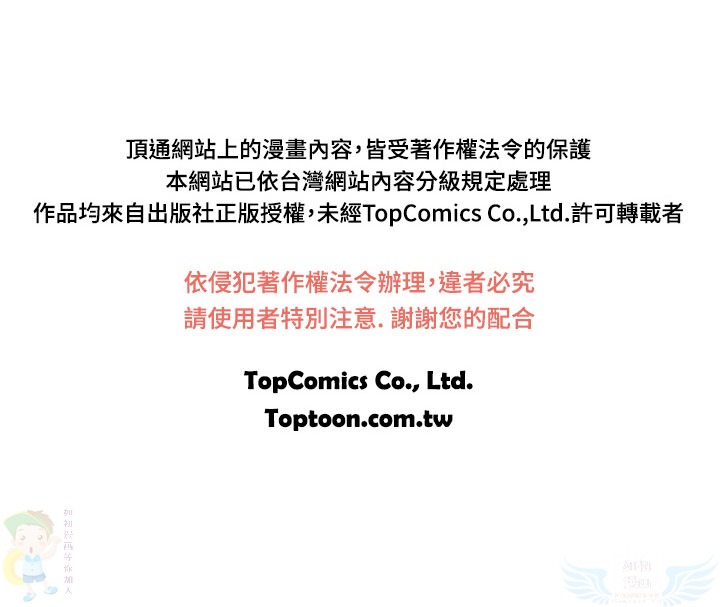 頂通網站上的漫畫內容，皆受著作權法令的保護
本網站已依台灣網站內容分級規定處理
作品均來自出版社正版授權，未經TopComics Co.,Ltd.許可轉載者
依侵犯著作權法令辦理，違者必究
請使用者特別注意. 謝謝您的配合
TopComics Co., Ltd.
Toptoon.com.tw